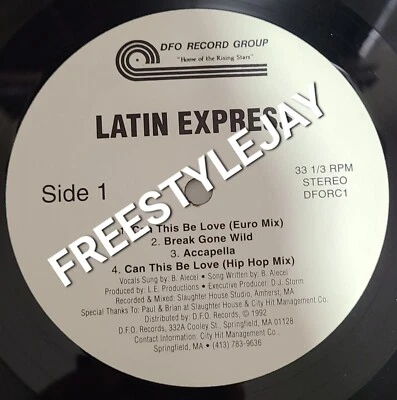 DFO RECORD GROUP
"Home of the Rising Stars"
LATIN EXPRESS
Side 1
33 1/3 RPM
STEREO
DFORC1
1. Can This Be Love (Euro Mix)
2. Break Gone Wild
3. Accapella
4. Can This Be Love (Hip Hop Mix)
Vocals Sung by: B. Alecei • Song Written by: B. Alecei
Produced by: L.E. Productions • Executive Producer: D.J. Storm
Recorded & Mixed: Slaughter House Studio, Amherst, MA
Special Thanks To: Paul & Brian at Slaughter House & City Hit Management Co.
Distributed by: D.F.O. Records © 1992
D.F.O. Records, 332A Cooley St., Springfield, MA 01128
Contact Information: City Hit Management Co.
Springfield, MA • (413) 783-9636
FREESTYLEJAY